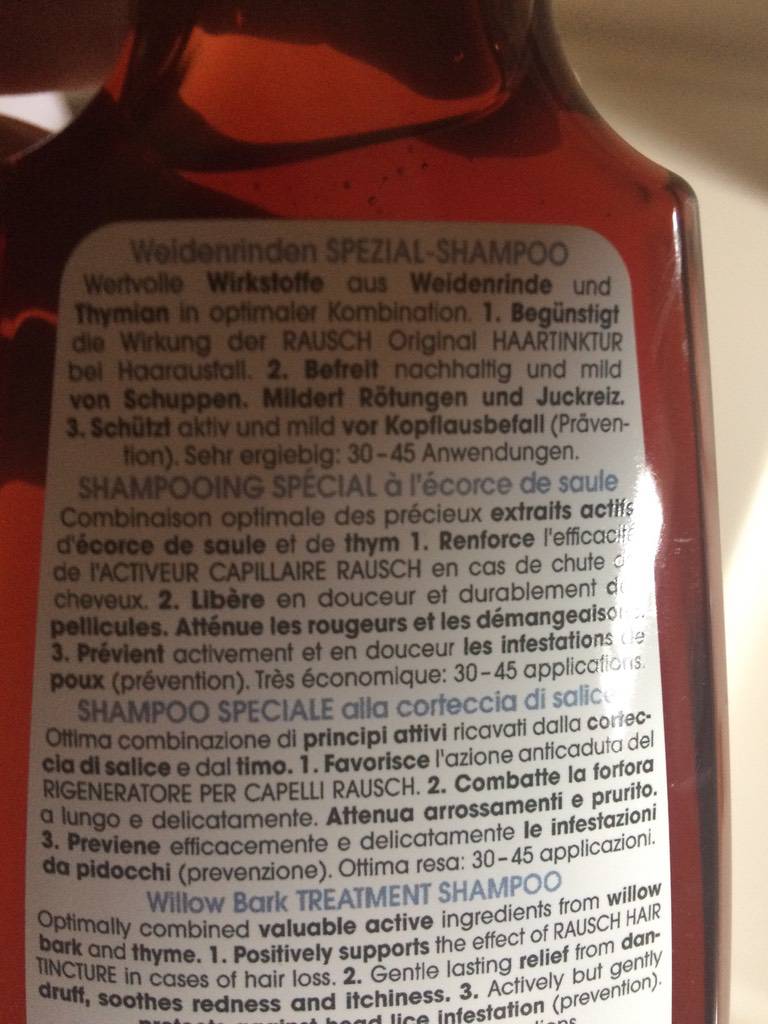 Weidenrinden SPEZIAL-SHAMPOO
Wertvolle Wirkstoffe aus Weidenrinde und
Thymian in optimaler Kombination. 1. Begünstigt
die Wirkung der RAUSCH Original HAARTINKTUR
bei Haarausfall. 2. Befreit nachhaltig und mild
von Schuppen. Mildert Rötungen und Juckreiz.
3. Schützt aktiv und mild vor Kopflausbefall (Präven-
tion). Sehr ergiebig: 30-45 Anwendungen.
SHAMPOOING SPÉCIAL à l'écorce de saule
Combinaison optimale des précieux extraits actifs
d'écorce de saule et de thym 1. Renforce l'efficacité
de l'ACTIVEUR CAPILLAIRE RAUSCH en cas de chute
cheveux. 2. Libère en douceur et durablement
pellicules. Atténue les rougeurs et les démangeaisons.
3. Prévient activement et en douceur les infestations de
poux (prévention). Très économique: 30-45 applications.
SHAMPOO SPECIALE alla corteccia di salice
Ottima combinazione di principi attivi ricavati dalla cortec-
cia di salice e dal timo. 1. Favorisce l'azione anticaduta del
RIGENERATORE PER CAPELLI RAUSCH. 2. Combatte la forfora
a lungo e delicatamente. Attenua arrossamenti e prurito.
3. Previene efficacemente e delicatamente le infestazioni
da pidocchi (prevenzione). Ottima resa: 30-45 applicazioni.
Willow Bark TREATMENT SHAMPOO
Optimally combined valuable active ingredients from willow
bark and thyme. 1. Positively supports the effect of RAUSCH HAIR
TINCTURE in cases of hair loss. 2. Gentle lasting relief from dan-
druff, soothes redness and itchiness. 3. Actively but gently
protects against head lice infestation (prevention).